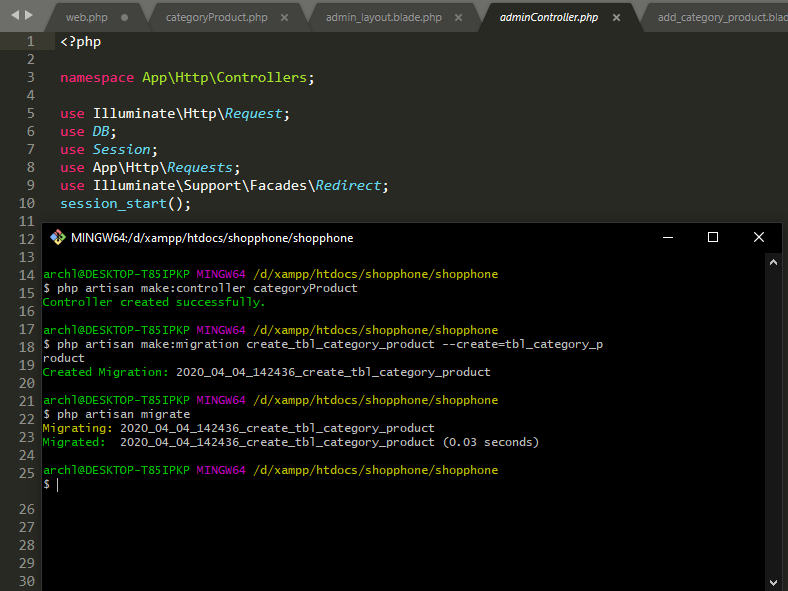 web.php
categoryProduct.php
admin_layout.blade.php
adminController.php
add_category_product.blad
1 <?php
2
3 namespace App\Http\Controllers;
4
5 use Illuminate\Http\Request;
6 use DB;
7 use Session;
8 use App\Http\Requests;
9 use Illuminate\Support\Facades\Redirect;
10 session_start();
11
12
13
14
15
16
17
18
19
20
21
22
23
24
25
26
27
28
29
30
MINGW64:/d/xampp/htdocs/shopphone/shopphone
archl@DESKTOP-T85IPKP MINGW64 /d/xampp/htdocs/shopphone/shopphone
$ php artisan make:controller categoryProduct
Controller created successfully.
archl@DESKTOP-T85IPKP MINGW64 /d/xampp/htdocs/shopphone/shopphone
$ php artisan make:migration create_tbl_category_product --create=tbl_category_p
roduct
Created Migration: 2020_04_04_142436_create_tbl_category_product
archl@DESKTOP-T85IPKP MINGW64 /d/xampp/htdocs/shopphone/shopphone
$ php artisan migrate
Migrating: 2020_04_04_142436_create_tbl_category_product
Migrated:  2020_04_04_142436_create_tbl_category_product (0.03 seconds)
archl@DESKTOP-T85IPKP MINGW64 /d/xampp/htdocs/shopphone/shopphone
$